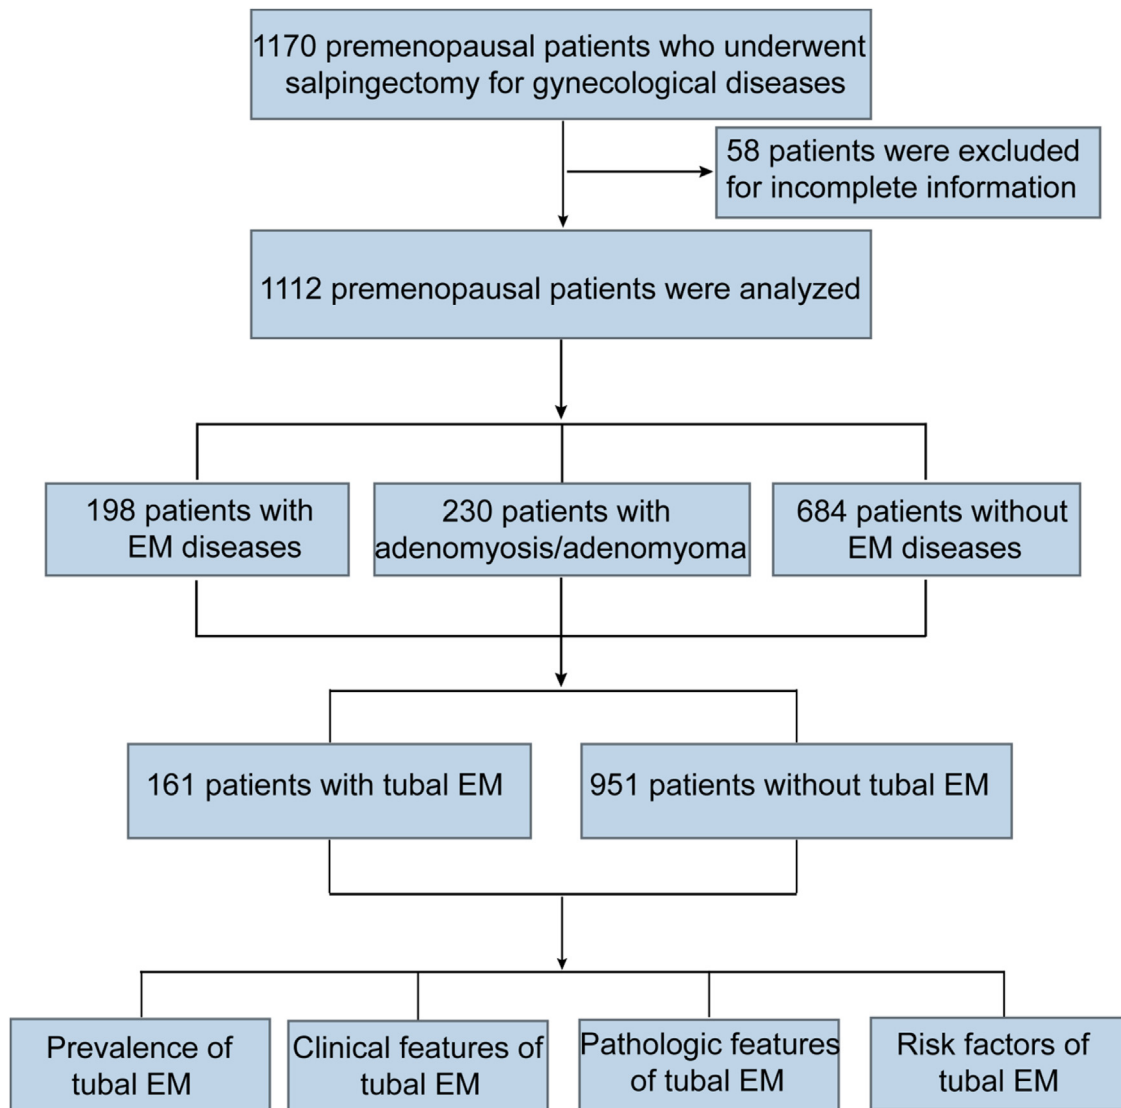 1170 premenopausal patients who underwent
salpingectomy for gynecological diseases
58 patients were excluded
for incomplete information
1112 premenopausal patients were analyzed
198 patients with
EM diseases
230 patients with
adenomyosis/adenomyoma
684 patients without
EM diseases
161 patients with tubal EM
951 patients without tubal EM
Prevalence of
tubal EM
Clinical features of
tubal EM
Pathologic features
of tubal EM
Risk factors of
tubal EM